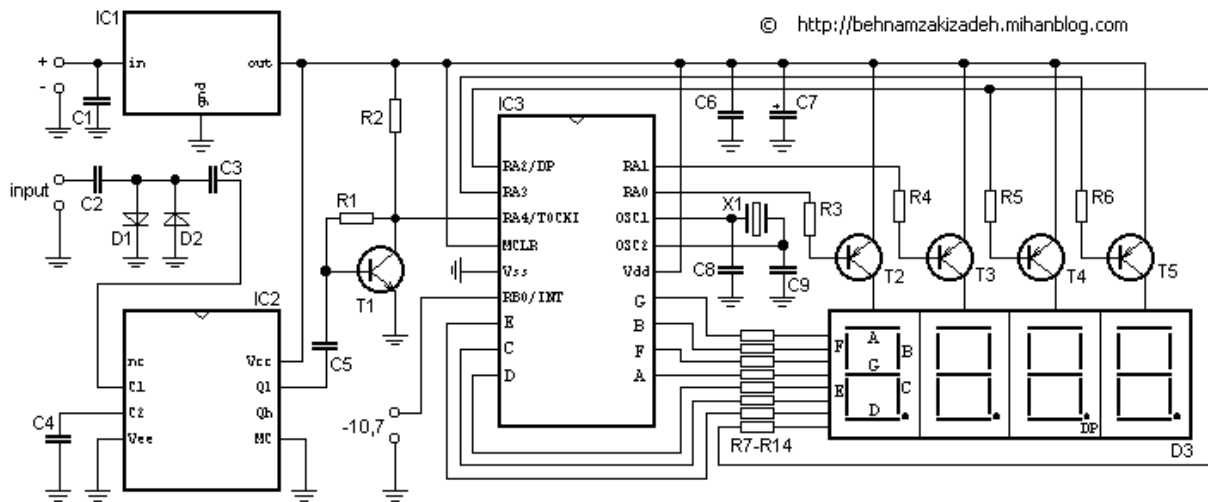 © http://behnamzakizadeh.mihanblog.com
IC1
+
in
out
-
gnd
C1
R2
IC3
C6
+
C7
C3
input
C2
D1
D2
R1
T1
RA2/DP
RA3
RA4/TOCKI
MCLR
Vss
RB0/INT
E
C
D
RA1
RA0
OSC1
OSC2
Vdd
G
B
F
A
X1
C8
C9
R3
R4
R5
R6
T2
T3
T4
T5
IC2
nc
C1
C2
Vee
Vcc
Q1
Qh
MC
C4
C5
-10,7
R7-R14
A
F
B
G
E
C
D
DP
D3